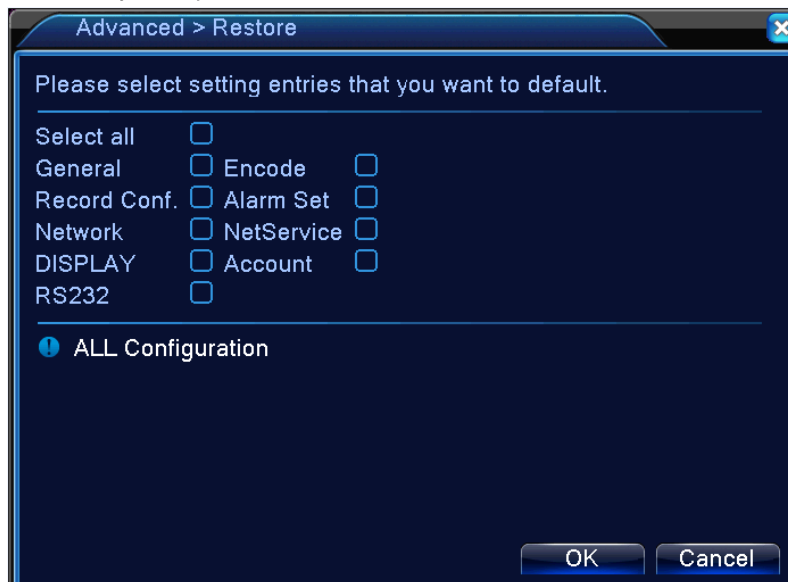 Advanced > Restore
Please select setting entries that you want to default.
Select all
General Encode
Record Conf. Alarm Set
Network NetService
DISPLAY Account
RS232
ALL Configuration
OK Cancel